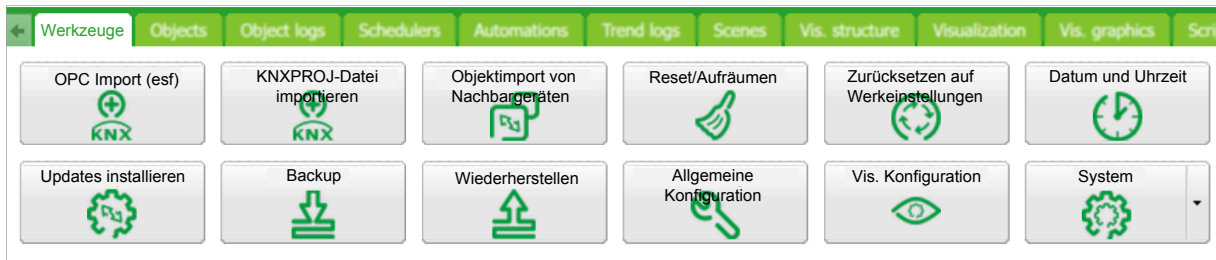 Werkzeuge Objects Object logs Schedulers Automations Trend logs Scenes Vis. structure Visualization Vis. graphics
OPC Import (esf)
KNX
KNXPROJ-Datei
importieren
KNX
Objektimport von
Nachbargeräten
Reset/Aufräumen
Zurücksetzen auf
Werkeinstellungen
Datum und Uhrzeit
Updates installieren
Backup
Wiederherstellen
Allgemeine
Konfiguration
Vis. Konfiguration
System